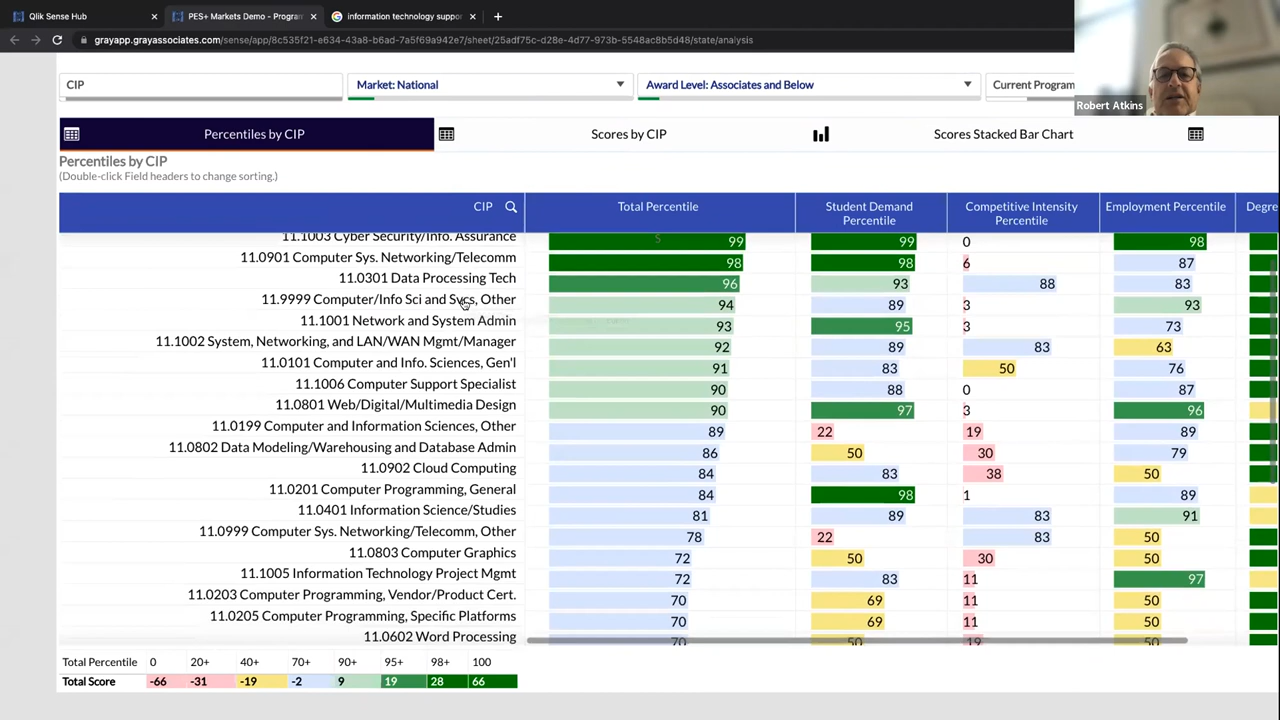 Qlik Sense Hub × PES+ Markets Demo - Program × information technology suppor × +
grayapp.grayassociates.com/sense/app/8c535f21-e634-43a8-b6ad-7a5f69a942e7/sheet/25adf75c-d28e-4d77-973b-5548ac8b5d48/state/analysis
CIP Market: National Award Level: Associates and Below Current Program
Robert Atkins
Percentiles by CIP Scores by CIP Scores Stacked Bar Chart
Percentiles by CIP
(Double-click Field headers to change sorting.)
CIP Total Percentile Student Demand Percentile Competitive Intensity Percentile Employment Percentile Degre
11.1003 Cyber Security/Info. Assurance 99 99 0 98
11.0901 Computer Sys. Networking/Telecomm 98 98 6 87
11.0301 Data Processing Tech 96 93 88 83
11.9999 Computer/Info Sci and Svcs, Other 94 89 3 93
11.1001 Network and System Admin 93 95 3 73
11.1002 System, Networking, and LAN/WAN Mgmt/Manager 92 89 83 63
11.0101 Computer and Info. Sciences, Gen'l 91 83 50 76
11.1006 Computer Support Specialist 90 88 0 87
11.0801 Web/Digital/Multimedia Design 90 97 3 96
11.0199 Computer and Information Sciences, Other 89 22 19 89
11.0802 Data Modeling/Warehousing and Database Admin 86 50 30 79
11.0902 Cloud Computing 84 83 38 50
11.0201 Computer Programming, General 84 98 1 89
11.0401 Information Science/Studies 81 89 83 91
11.0999 Computer Sys. Networking/Telecomm, Other 78 22 83 50
11.0803 Computer Graphics 72 50 30 50
11.1005 Information Technology Project Mgmt 72 83 11 97
11.0203 Computer Programming, Vendor/Product Cert. 70 69 11 50
11.0205 Computer Programming, Specific Platforms 70 69 11 50
11.0602 Word Processing 70 50 19 50
Total Percentile 0 20+ 40+ 70+ 90+ 95+ 98+ 100
Total Score -66 -31 -19 -2 9 19 28 66